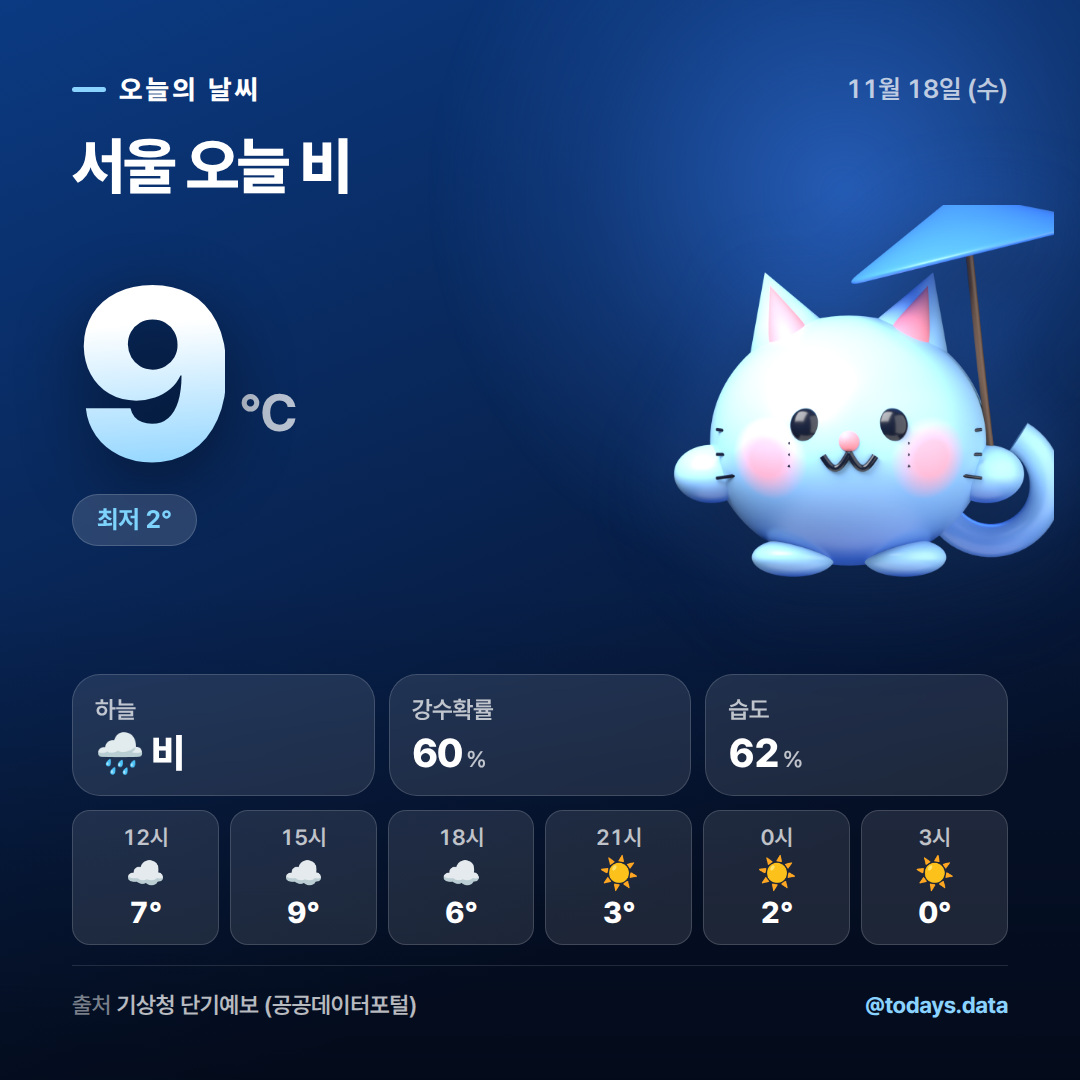 오늘의 날씨
11월 18일 (수)
서울 오늘 비
9 °C
최저 2°
하늘
비
강수확률
60 %
습도
62 %
12시
7°
15시
9°
18시
6°
21시
3°
0시
2°
3시
0°
출처 기상청 단기예보 (공공데이터포털)
@todays.data